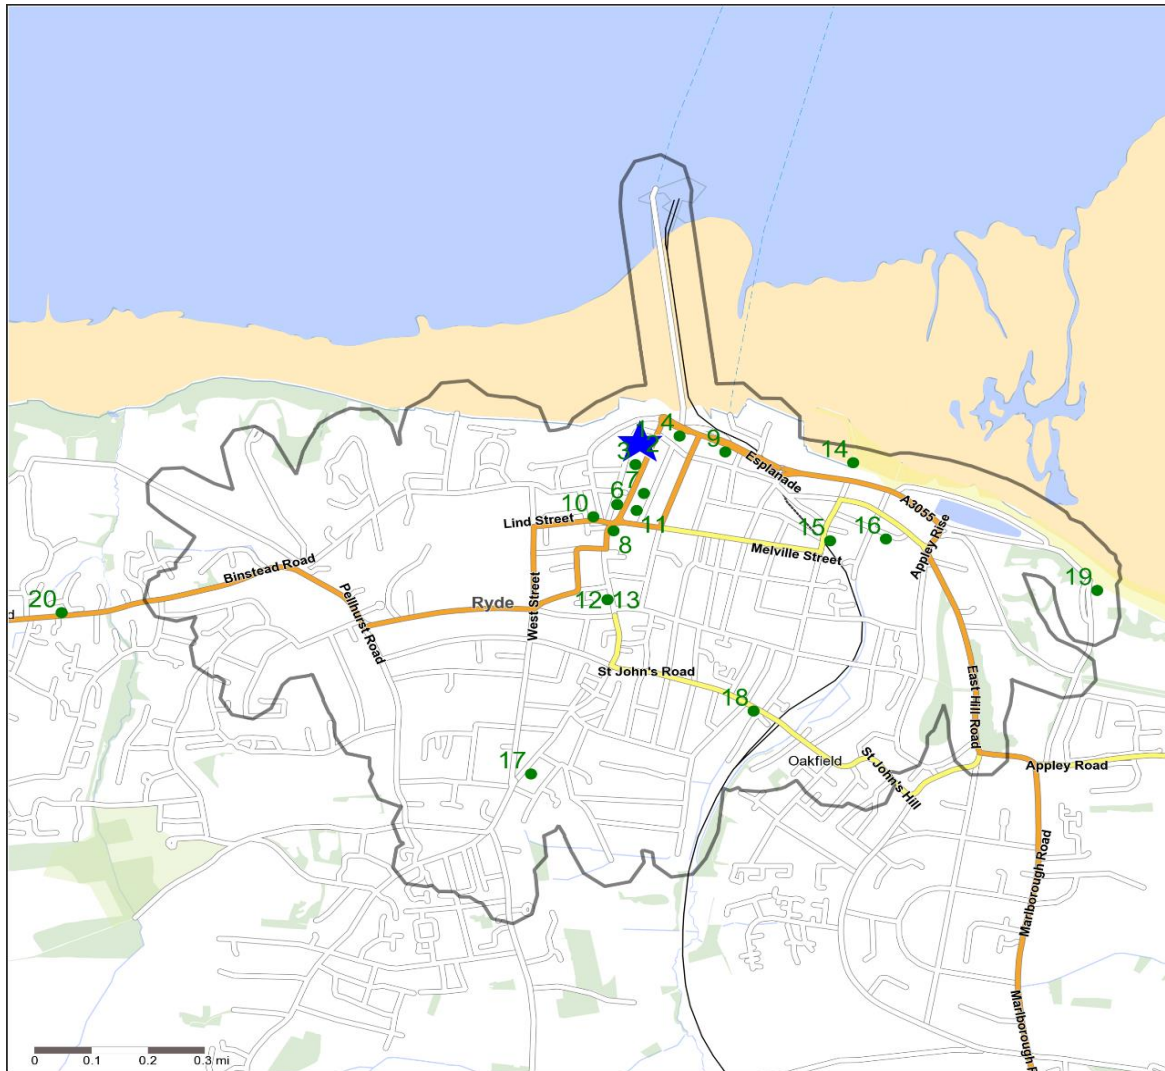 1
4
3
2
9
14
7
6
10
11
8
15
16
19
20
12
13
18
17
Esplanade
A3055
Lind Street
Melville Street
Appley Rise
Binstead Road
Pellhurst Road
Ryde
West Street
St John's Road
East Hill Road
Oakfield
St John's Hill
Appley Road
Marlborough Road
0 0.1 0.2 0.3 mi